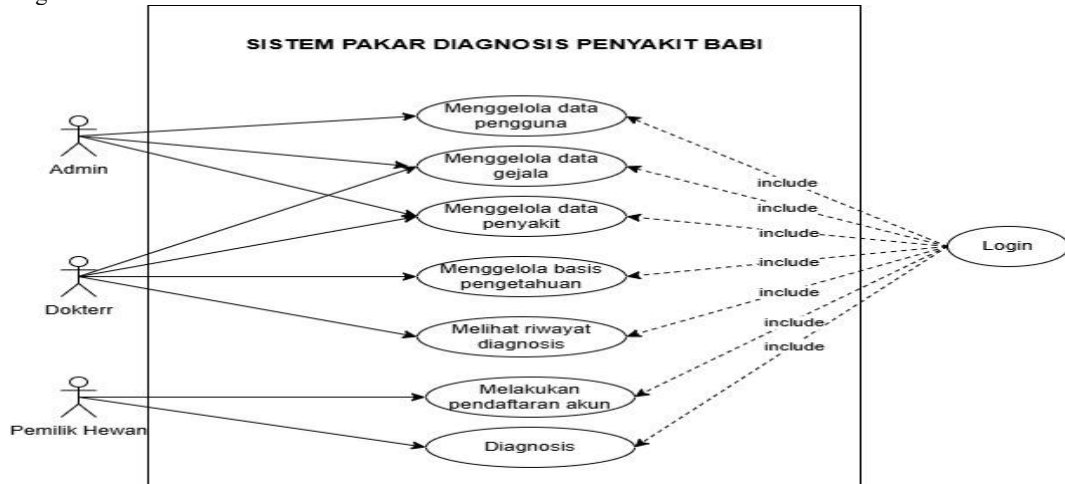 SISTEM PAKAR DIAGNOSIS PENYAKIT BABI
Menggelola data
pengguna
Admin
Menggelola data
gejala
include
include
Menggelola data
penyakit
include
Login
include
Menggelola basis
pengetahuan
Dokterr
include
Melihat riwayat
diagnosis
include
include
Melakukan
pendaftaran akun
Pemilik Hewan
Diagnosis